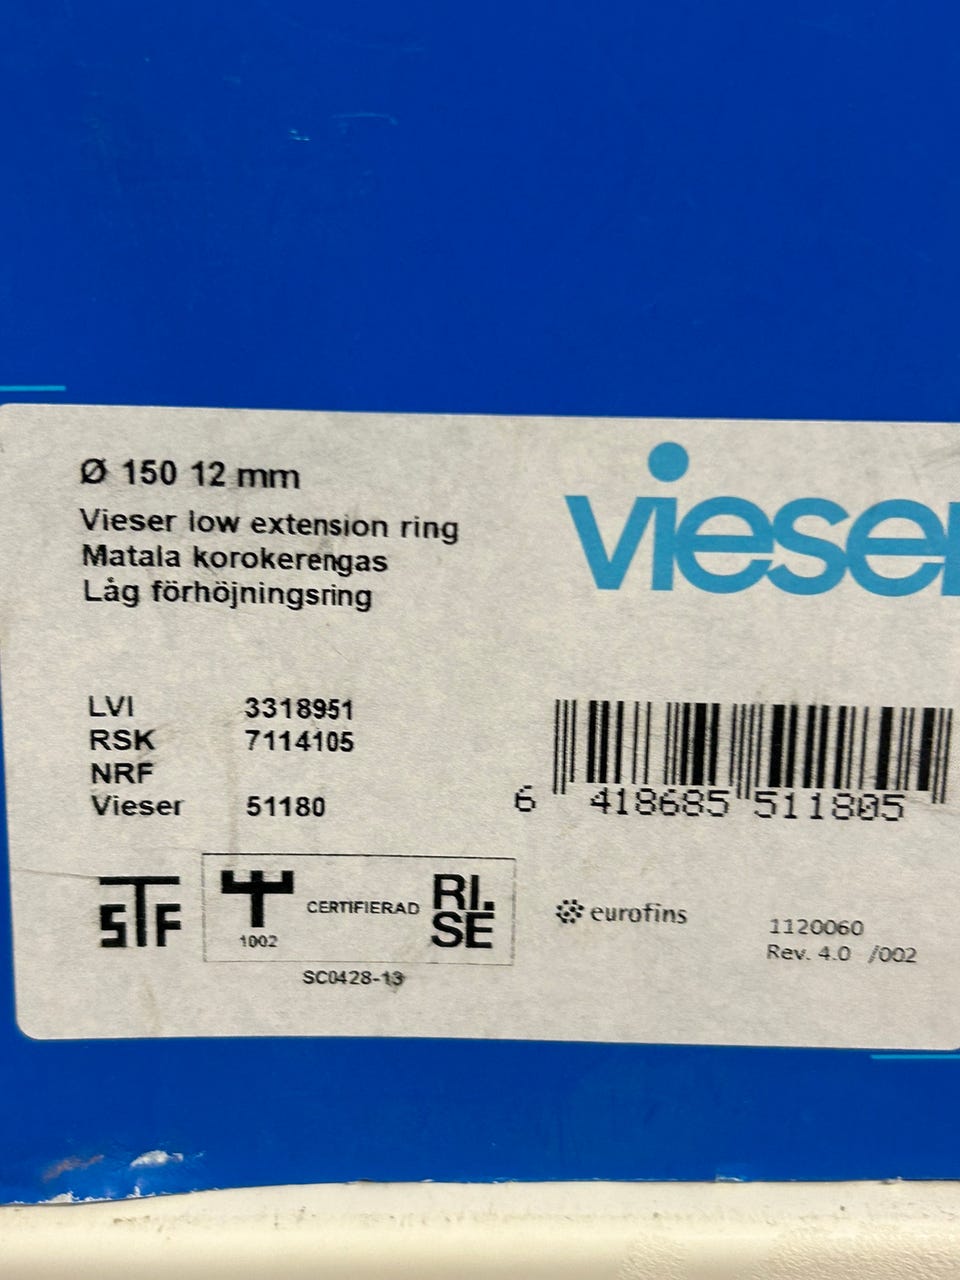 Ø 150 12 mm
Vieser low extension ring
Matala korokerengas
Låg förhöjningsring
vieser
LVI 3318951
RSK 7114105
NRF
Vieser 51180
6 418685 511805
STF
1002
CERTIFIERAD
RI.
SE
SC0428-13
eurofins
1120060
Rev. 4.0 /002